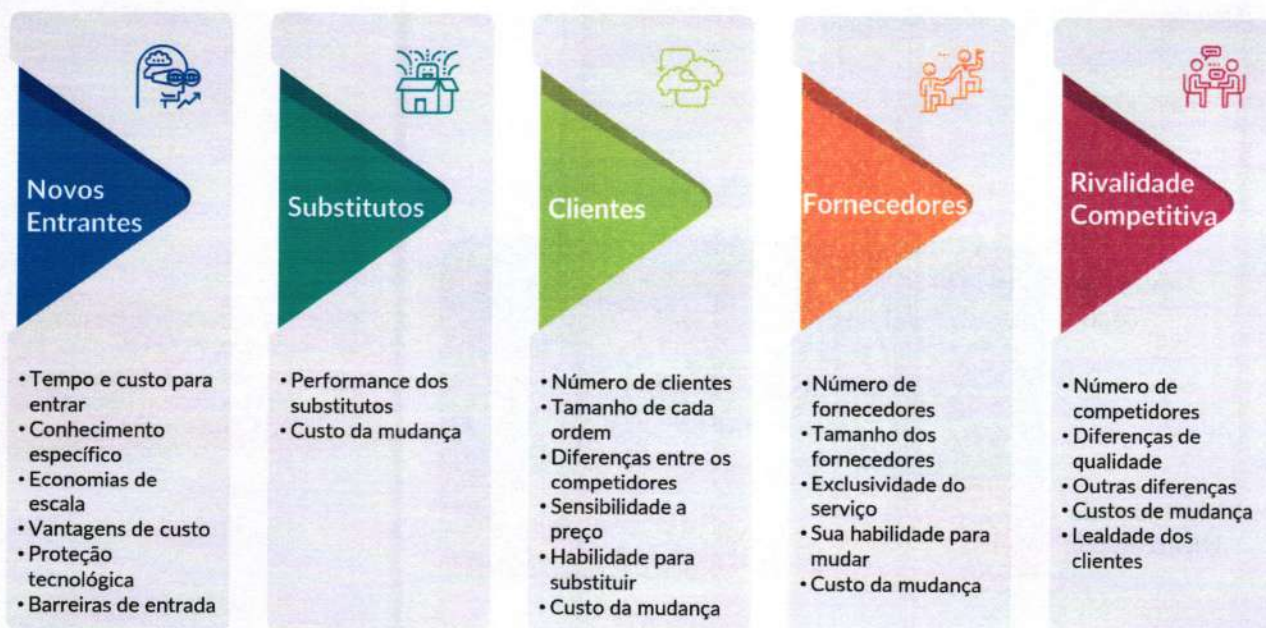 Novos
Entrantes
• Tempo e custo para
entrar
• Conhecimento
específico
• Economias de
escala
• Vantagens de custo
• Proteção
tecnológica
• Barreiras de entrada
Substitutos
• Performance dos
substitutos
• Custo da mudança
Clientes
• Número de clientes
• Tamanho de cada
ordem
• Diferenças entre os
competidores
• Sensibilidade a
preço
• Habilidade para
substituir
• Custo da mudança
Fornecedores
• Número de
fornecedores
• Tamanho dos
fornecedores
• Exclusividade do
serviço
• Sua habilidade para
mudar
• Custo da mudança
Rivalidade
Competitiva
• Número de
competidores
• Diferenças de
qualidade
• Outras diferenças
• Custos de mudança
• Lealdade dos
clientes